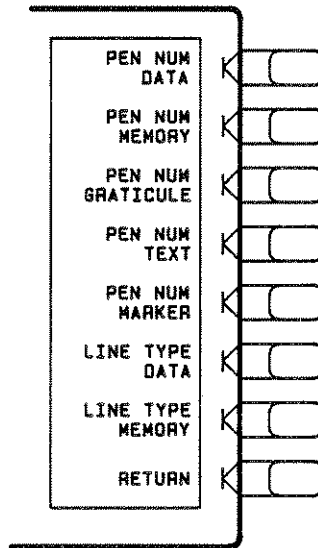 PEN NUM
DATA
PEN NUM
MEMORY
PEN NUM
GRATICULE
PEN NUM
TEXT
PEN NUM
MARKER
LINE TYPE
DATA
LINE TYPE
MEMORY
RETURN